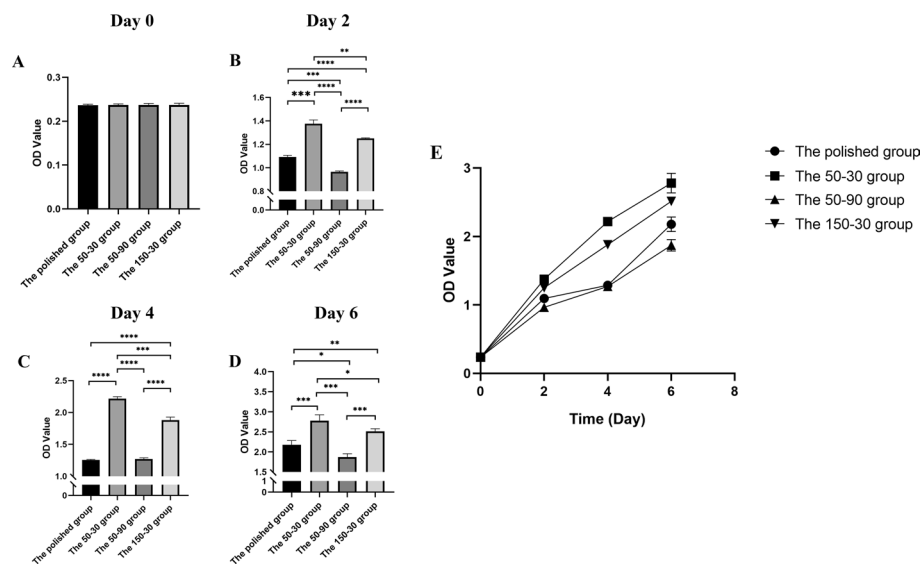 Day 0
A
0.3
0.2
0.1
0.0
OD Value
The polished group
The 50-30 group
The 50-90 group
The 150-30 group
Day 2
B
**
****
***
****
***
****
1.6
1.4
1.2
1.0
0.8
0.0
OD Value
The polished group
The 50-30 group
The 50-90 group
The 150-30 group
Day 4
C
****
***
****
****
****
2.5
2.0
1.5
1.0
0
OD Value
The polished group
The 50-30 group
The 50-90 group
The 150-30 group
Day 6
D
**
*
*
***
***
***
4.0
3.5
3.0
2.5
2.0
1.5
1
0
OD Value
The polished group
The 50-30 group
The 50-90 group
The 150-30 group
E
3
2
1
0
OD Value
0 2 4 6 8
Time (Day)
The polished group
The 50-30 group
The 50-90 group
The 150-30 group